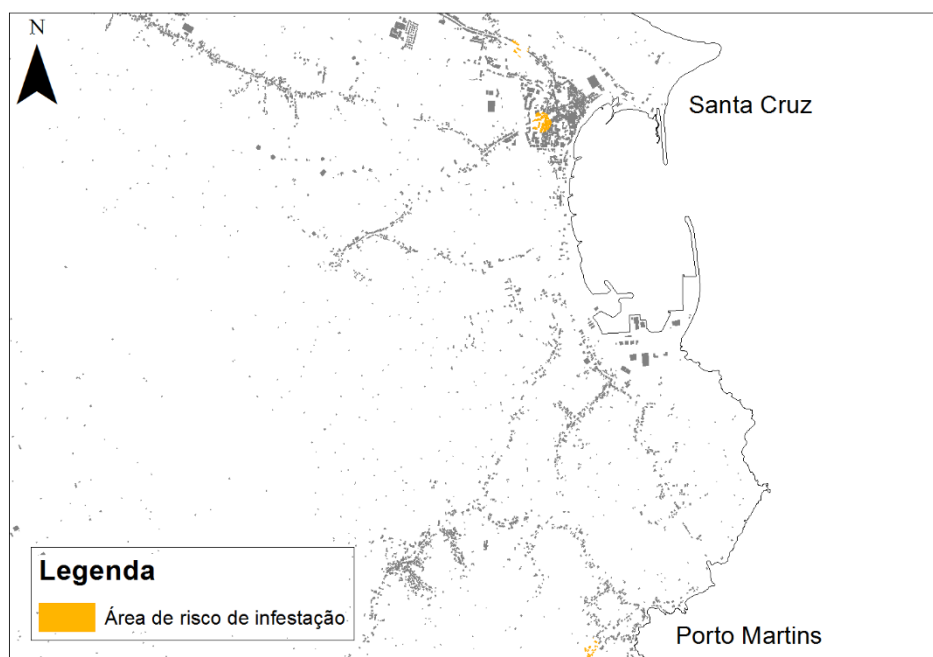 N
Santa Cruz
Legenda
Área de risco de infestação
Porto Martins